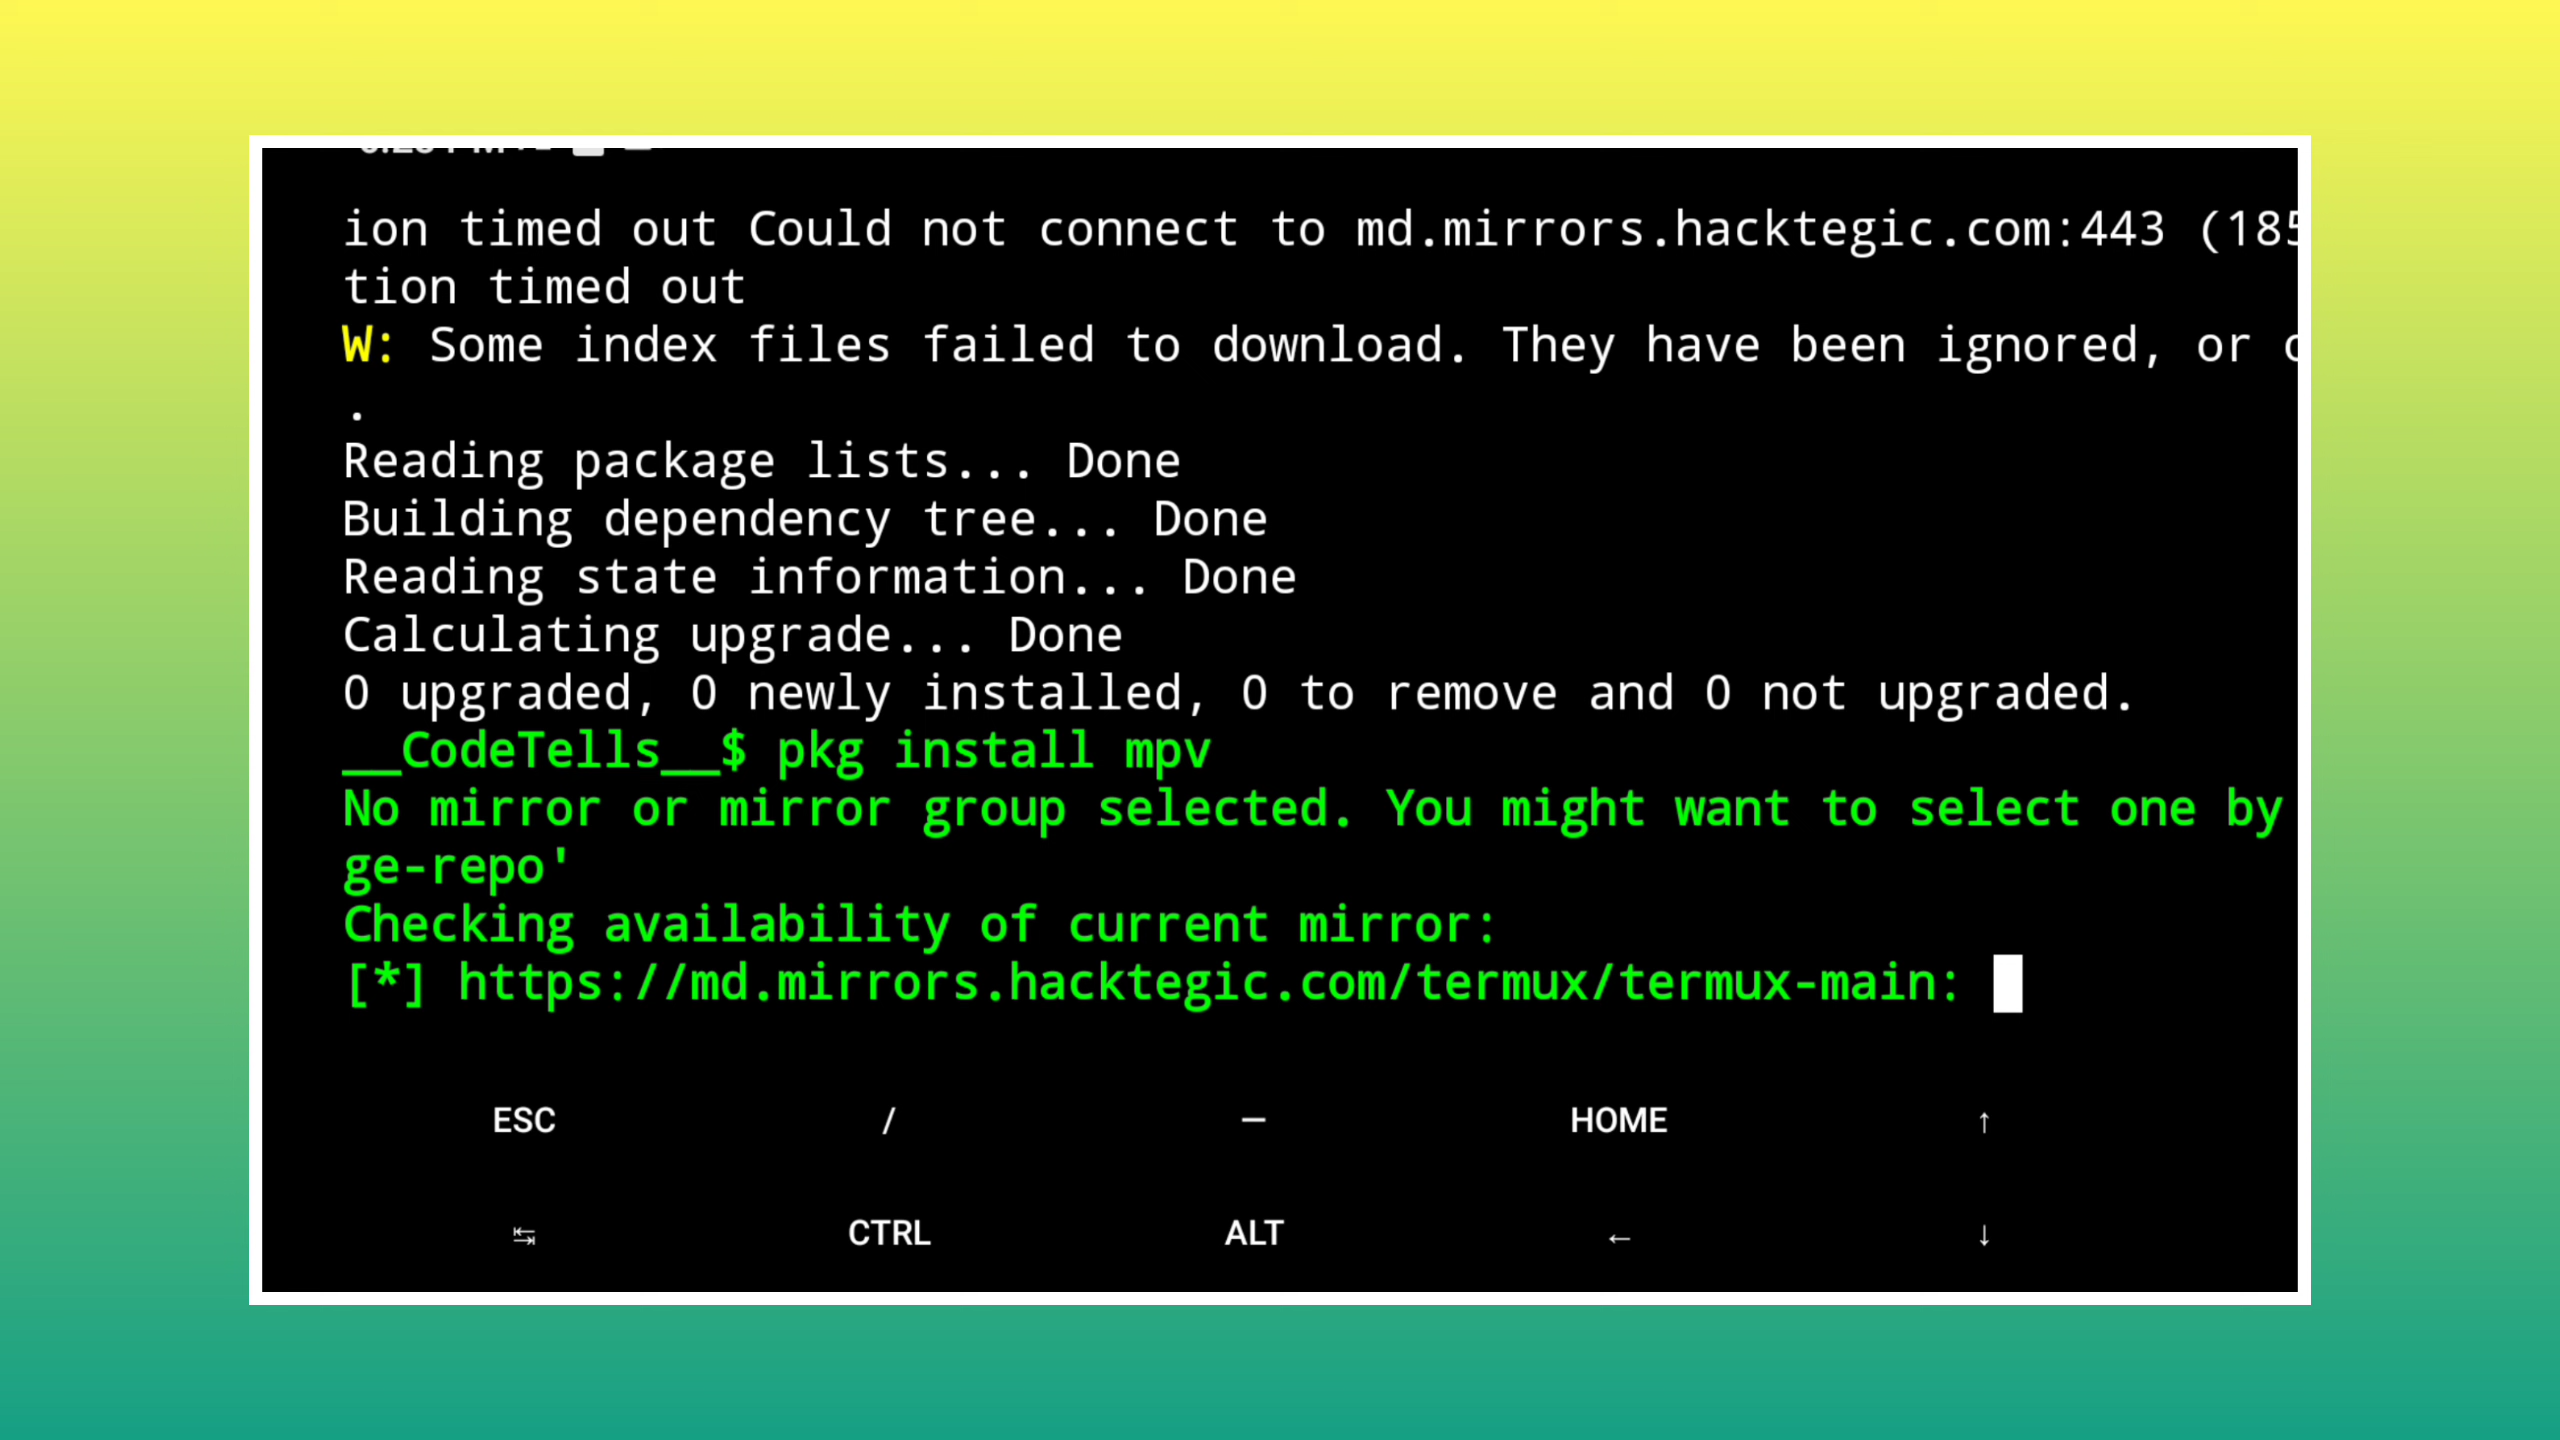 ion timed out Could not connect to md.mirrors.hacktegic.com:443 (185
tion timed out
W: Some index files failed to download. They have been ignored, or
.
Reading package lists... Done
Building dependency tree... Done
Reading state information... Done
Calculating upgrade... Done
0 upgraded, 0 newly installed, 0 to remove and 0 not upgraded.
__CodeTells__$ pkg install mpv
No mirror or mirror group selected. You might want to select one by
ge-repo'
Checking availability of current mirror:
[*] https://md.mirrors.hacktegic.com/termux/termux-main:
ESC / — HOME ↑
↹ CTRL ALT ← ↓